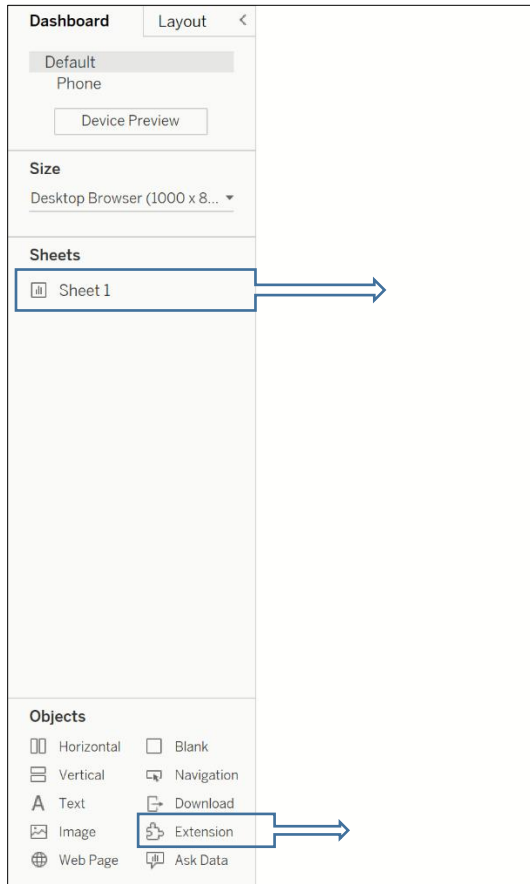 Dashboard Layout <
Default
Phone
Device Preview
Size
Desktop Browser (1000 x 8...
Sheets
Sheet 1
Objects
Horizontal Blank
Vertical Navigation
A Text Download
Image Extension
Web Page Ask Data